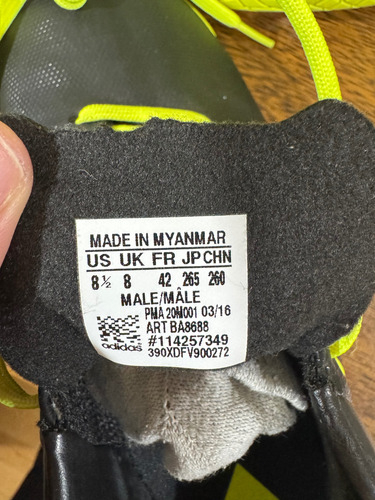 MADE IN MYANMAR
US UK FR JP CHN
8½ 8 42 265 260
MALE/MÂLE
PMA 20M001 03/16
ART BA8688
#114257349
adidas
390XDFV900272